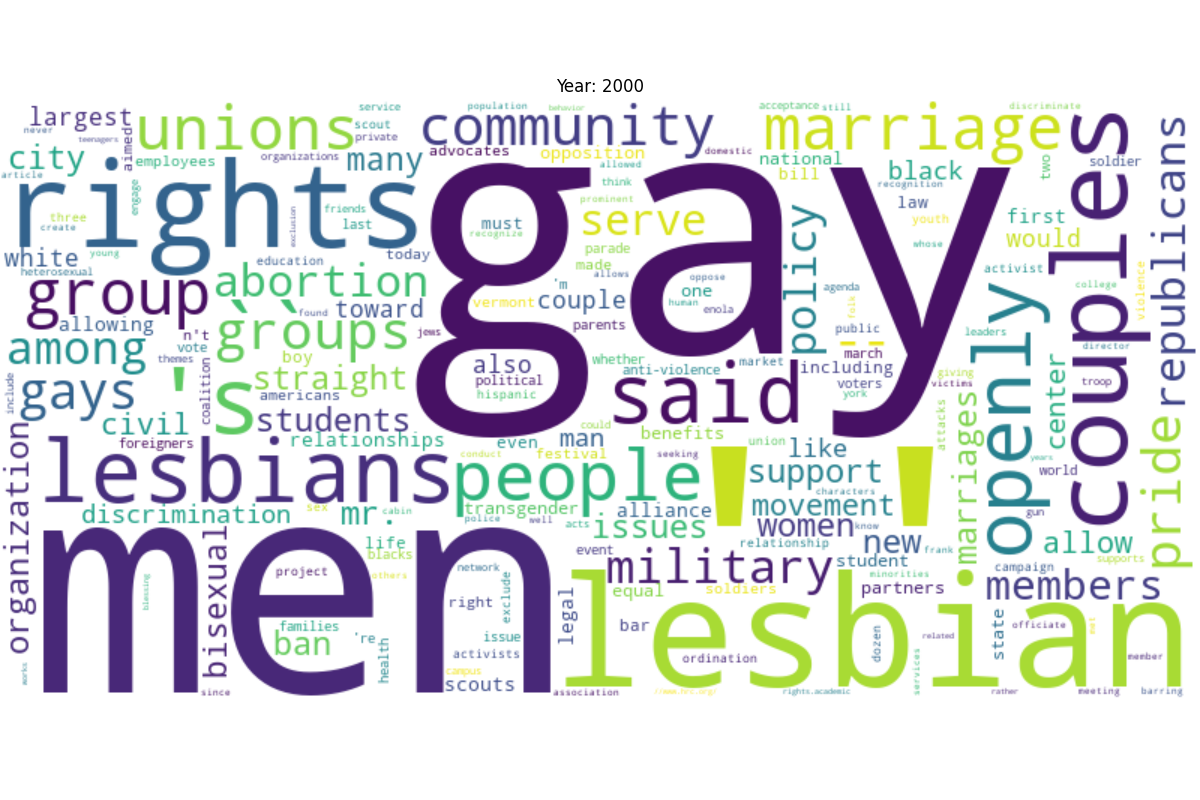 Year: 2000
largest
never
teenagers
aimed
unions
service
scout
private
community
population
behavior
marriage
acceptance
still
discriminate
couples
republicans
city
article
employees
engage
organizations
many
advocates
opposition
allowed
domestic
national
bill
black
recognition
two
soldier
rights
gay
think
prominent
law
youth
first
would
three
create
young
exclusion
friends
last
must
recognize
serve
parade
made
policy
whose
white
heterosexual
education
today
activist
group
abortion
found
toward
'm
allows
couple
oppose
one
human
enola
agenda
folk
openly
college
violence
allowing
``
groups
n't
vermont
jews
parents
public
--
leaders
among
themes
vote
boy
coalition
also
political
hispanic
whether
anti-violence
market
march
including
voters
york
director
include
gays
's
straight
americans
said
giving
victims
troop
center
civil
students
foreigners
relationships
even
could
man
festival
benefits
union
like
attacks
marriages
pride
organization
lesbians
people
conduct
seeking
''
support
characters
years
world
gun
discrimination
sex
mr.
cabin
transgender
police
well
acts
alliance
issues
movement
women
know
relationship
new
frank
allow
supports
men
bisexual
life
blacks
others
event
military
student
minorities
campaign
members
blessing
project
network
right
exclude
legal
equal
soldiers
partners
lesbian
families
ban
're
health
issue
activists
bar
dozen
related
state
officiate
met
member
works
since
campus
scouts
association
ordination
//www.hrc.org/
rights.academic
services
rather
meeting
barring